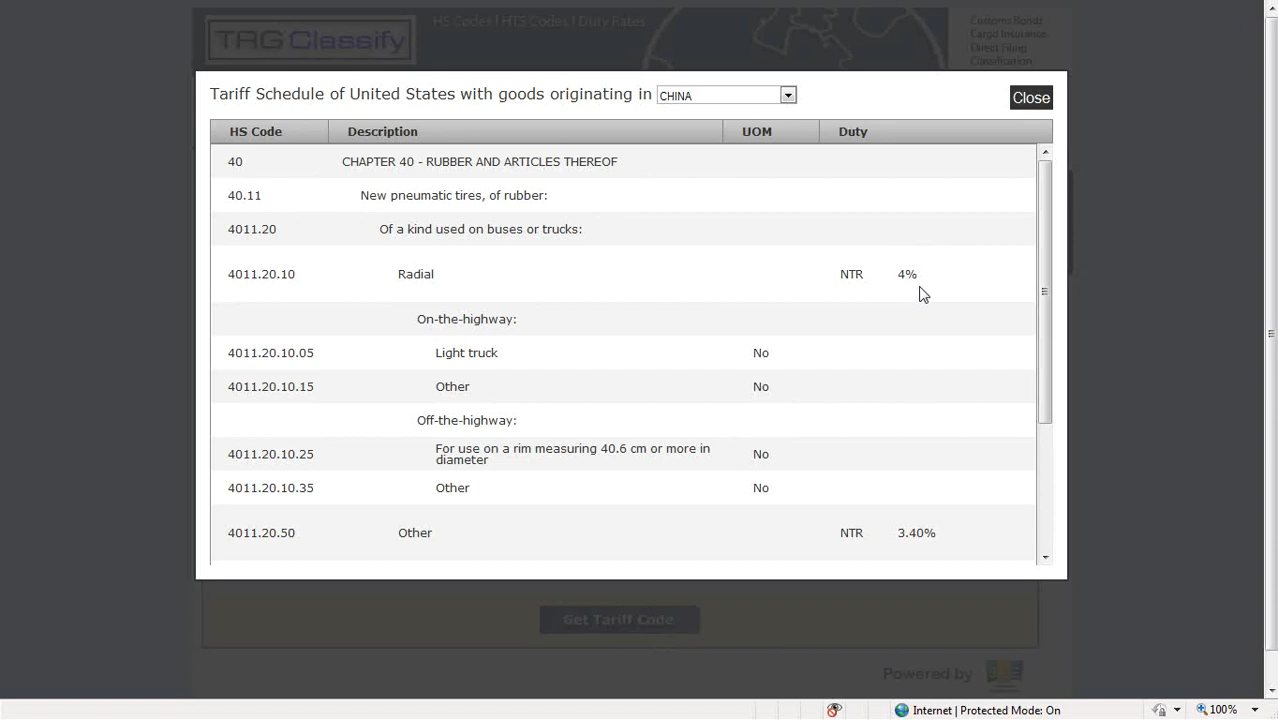 TRG Classify
HS Codes | HTS Codes | Duty Rates
Customs Bonds
Cargo Insurance
Direct Filing
Classification
Tariff Schedule of United States with goods originating in CHINA
Close
HS Code Description UOM Duty
40 CHAPTER 40 - RUBBER AND ARTICLES THEREOF
40.11 New pneumatic tires, of rubber:
4011.20 Of a kind used on buses or trucks:
4011.20.10 Radial NTR 4%
On-the-highway:
4011.20.10.05 Light truck No
4011.20.10.15 Other No
Off-the-highway:
4011.20.10.25 For use on a rim measuring 40.6 cm or more in
diameter No
4011.20.10.35 Other No
4011.20.50 Other NTR 3.40%
Get Tariff Code
Powered by
Internet | Protected Mode: On
100%